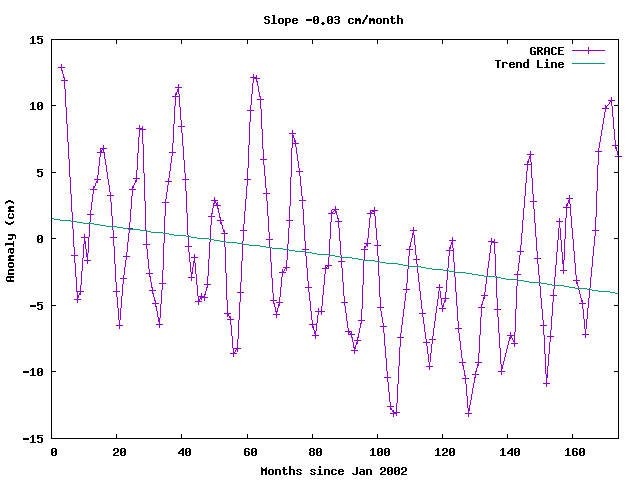 Slope -0.03 cm/month
GRACE
Trend Line
15
10
5
0
-5
-10
-15
Anomaly (cm)
0 20 40 60 80 100 120 140 160
Months since Jan 2002